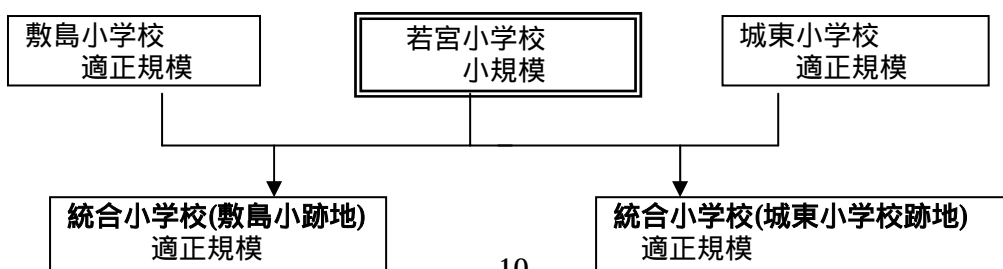 敷島小学校
適正規模
若宮小学校
小規模
城東小学校
適正規模
統合小学校(敷島小跡地)
適正規模
統合小学校(城東小学校跡地)
適正規模
10